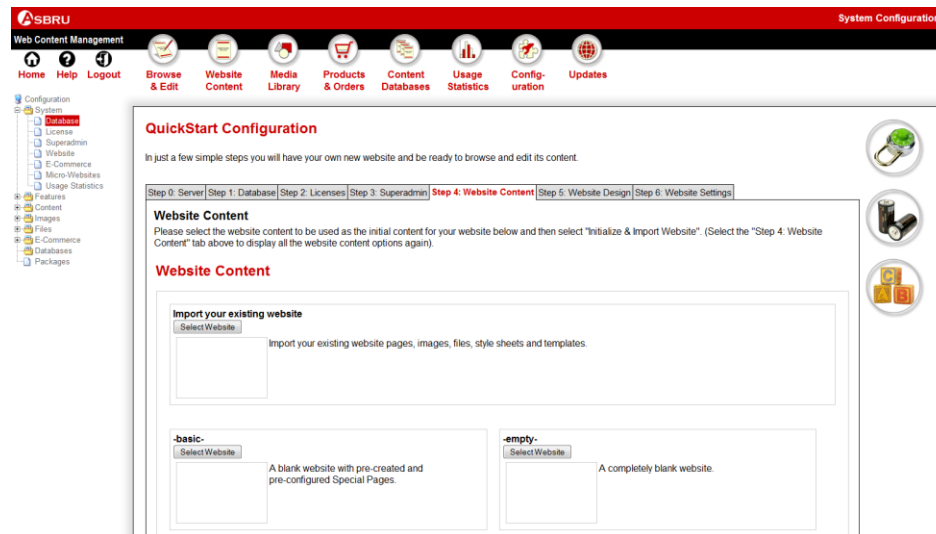 ASBRU
System Configuration
Web Content Management
Home Help Logout
Browse & Edit
Website Content
Media Library
Products & Orders
Content Databases
Usage Statistics
Config-uration
Updates
Configuration
System
Database
License
Superadmin
Website
E-Commerce
Micro-Websites
Usage Statistics
Features
Content
Images
Files
E-Commerce
Databases
Packages
QuickStart Configuration
In just a few simple steps you will have your own new website and be ready to browse and edit its content.
Step 0: Server Step 1: Database Step 2: Licenses Step 3: Superadmin Step 4: Website Content Step 5: Website Design Step 6: Website Settings
Website Content
Please select the website content to be used as the initial content for your website below and then select "Initialize & Import Website". (Select the "Step 4: Website
Content" tab above to display all the website content options again).
Website Content
Import your existing website
Select Website
Import your existing website pages, images, files, style sheets and templates.
-basic-
Select Website
A blank website with pre-created and
pre-configured Special Pages.
-empty-
Select Website
A completely blank website.
C
A B